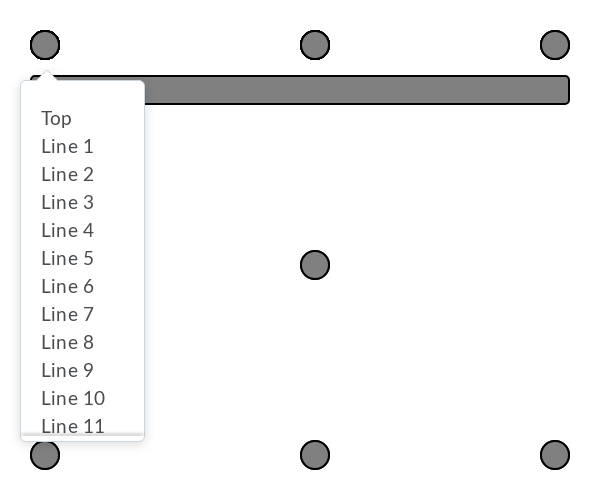 Top
Line 1
Line 2
Line 3
Line 4
Line 5
Line 6
Line 7
Line 8
Line 9
Line 10
Line 11